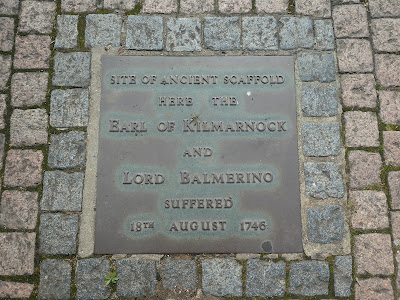 SITE OF ANCIENT SCAFFOLD
HERE THE
EARL OF KILMARNOCK
AND
LORD BALMERINO
SUFFERED
18TH AUGUST 1746